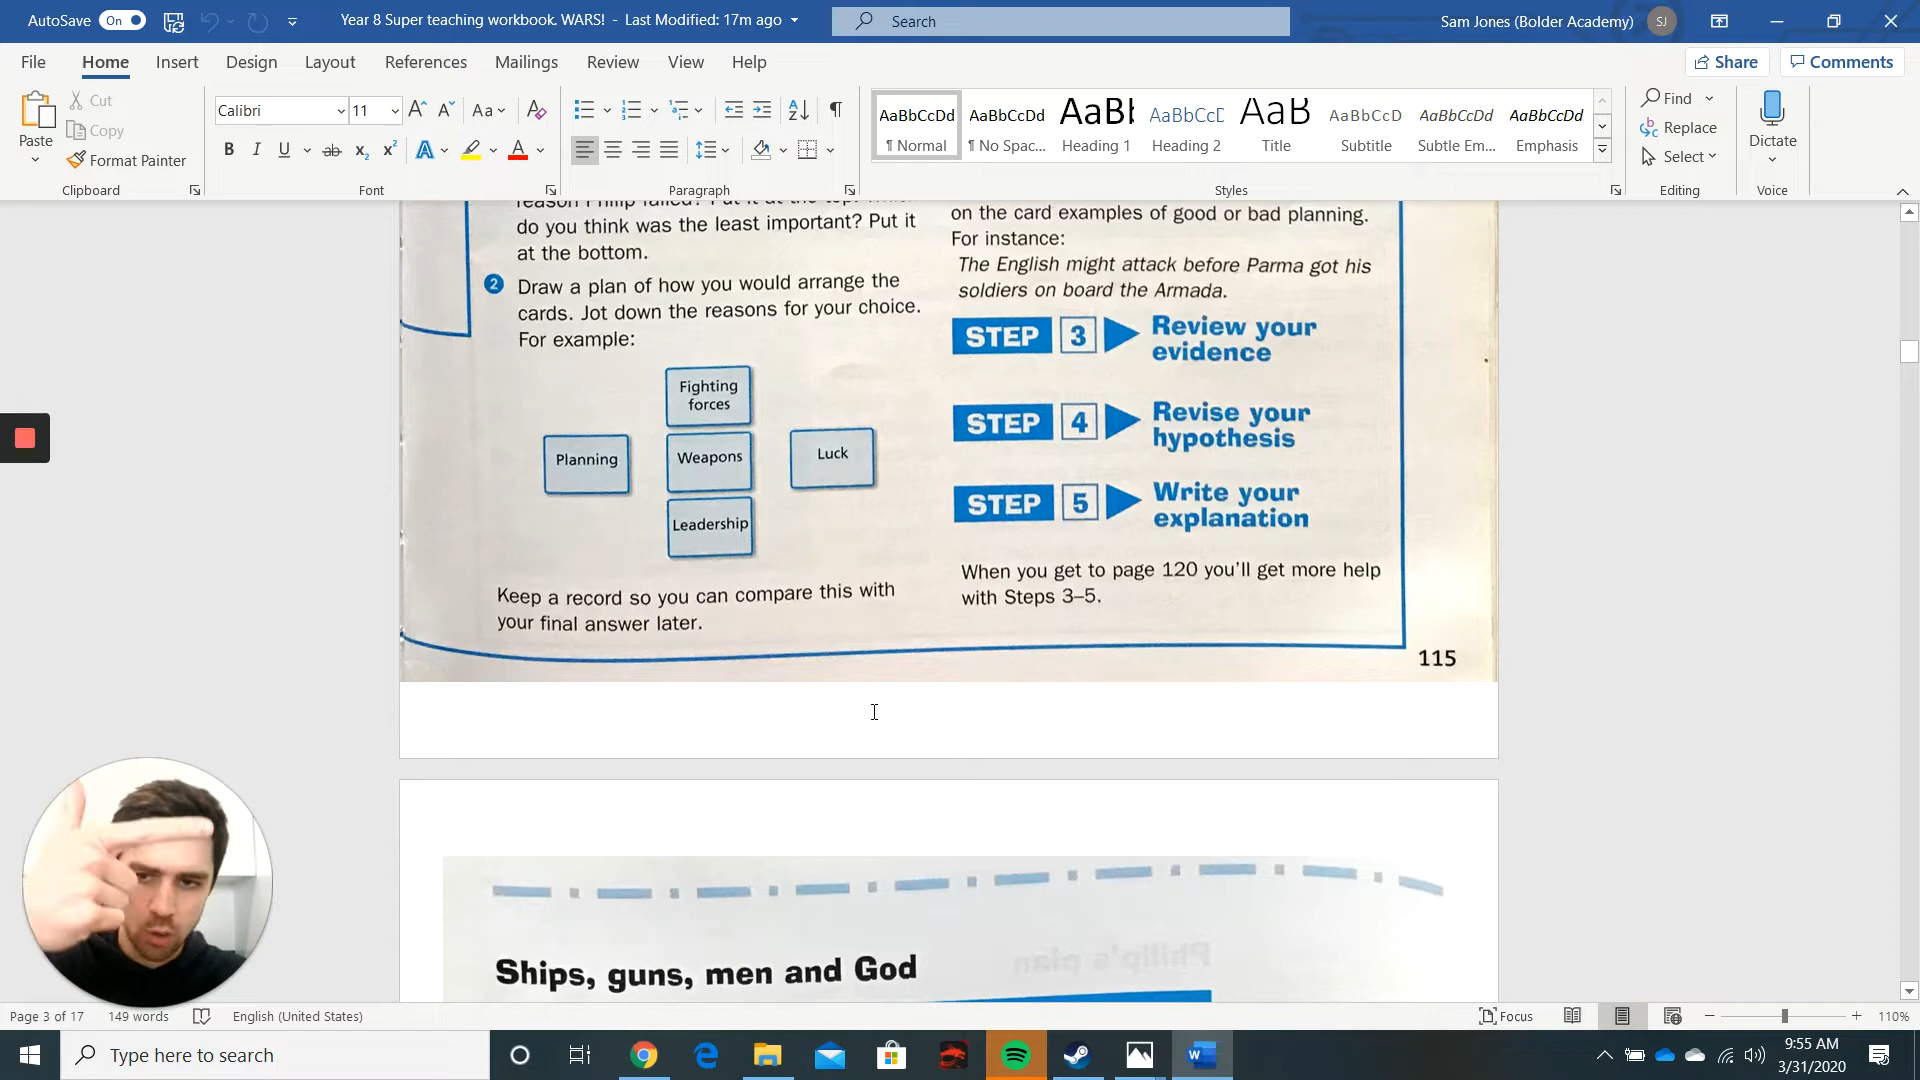 AutoSave On Year 8 Super teaching workbook. WARS! - Last Modified: 17m ago Search Sam Jones (Bolder Academy) SJ
File Home Insert Design Layout References Mailings Review View Help Share Comments
Paste Cut Copy Format Painter Clipboard
Calibri 11 Aa B I U ab x₂ x² A A Font
Paragraph
AaBbCcDd AaBbCcDd AaBb AaBbCcD AaB AaBbCcD AaBbCcDd AaBbCcDd
¶ Normal ¶ No Spac... Heading 1 Heading 2 Title Subtitle Subtle Em... Emphasis
Styles
Find Replace Select Editing
Dictate Voice
do you think was the least important? Put it
at the bottom.
2 Draw a plan of how you would arrange the
cards. Jot down the reasons for your choice.
For example:
Fighting
forces
Planning Weapons Luck
Leadership
Keep a record so you can compare this with
your final answer later.
on the card examples of good or bad planning.
For instance:
The English might attack before Parma got his
soldiers on board the Armada.
STEP 3 Review your
evidence
STEP 4 Revise your
hypothesis
STEP 5 Write your
explanation
When you get to page 120 you'll get more help
with Steps 3–5.
115
Ships, guns, men and God
Page 3 of 17 149 words English (United States) Focus 110%
Type here to search
9:55 AM
3/31/2020